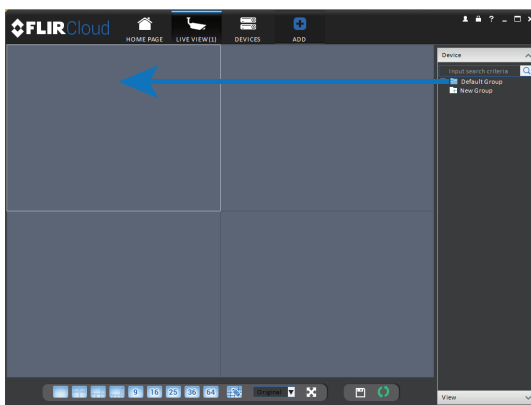 FLIR Cloud
HOME PAGE LIVE VIEW(1) DEVICES ADD
?
Device
Input search criteria
Default Group
New Group
9 16 25 36 64 Original
View